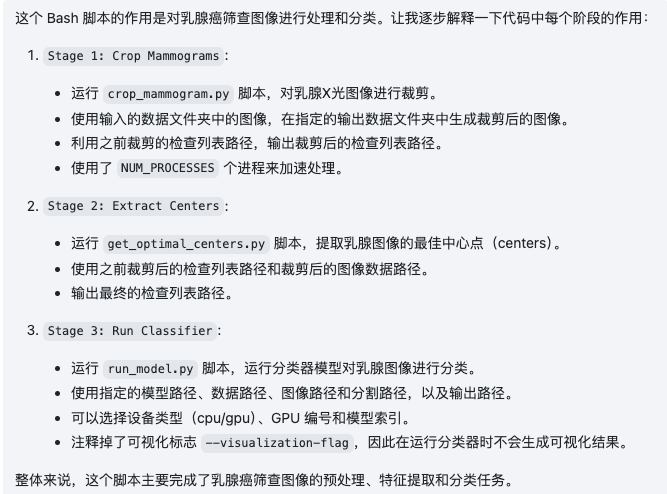 这个 Bash 脚本的作用是对乳腺癌筛查图像进行处理和分类。让我逐步解释一下代码中每个阶段的作用：
1. Stage 1: Crop Mammograms：
• 运行 crop_mammogram.py 脚本，对乳腺X光图像进行裁剪。
• 使用输入的数据文件夹中的图像，在指定的输出数据文件夹中生成裁剪后的图像。
• 利用之前裁剪的检查列表路径，输出裁剪后的检查列表路径。
• 使用了 NUM_PROCESSES 个进程来加速处理。
2. Stage 2: Extract Centers：
• 运行 get_optimal_centers.py 脚本，提取乳腺图像的最佳中心点（centers）。
• 使用之前裁剪后的检查列表路径和裁剪后的图像数据路径。
• 输出最终的检查列表路径。
3. Stage 3: Run Classifier：
• 运行 run_model.py 脚本，运行分类器模型对乳腺图像进行分类。
• 使用指定的模型路径、数据路径、图像路径和分割路径，以及输出路径。
• 可以选择设备类型（cpu/gpu）、GPU 编号和模型索引。
• 注释掉了可视化标志 --visualization-flag，因此在运行分类器时不会生成可视化结果。
整体来说，这个脚本主要完成了乳腺癌筛查图像的预处理、特征提取和分类任务。